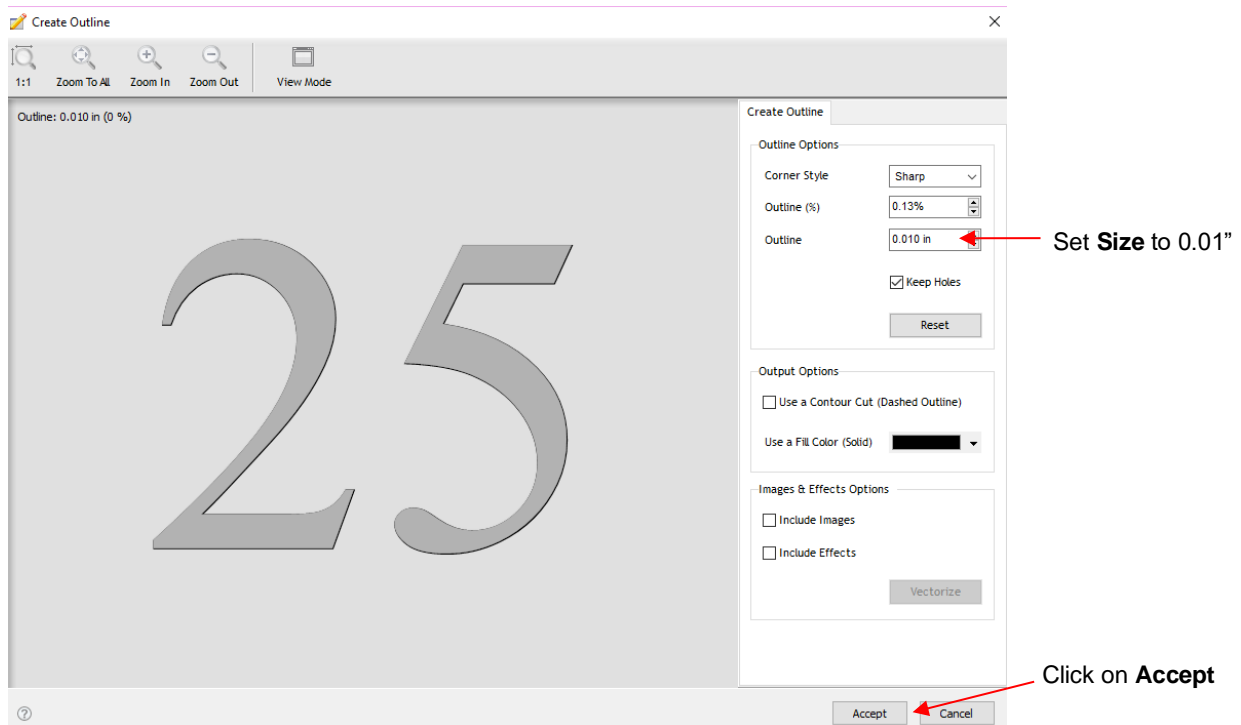 Create Outline
1:1 Zoom To All Zoom In Zoom Out View Mode
Outline: 0.010 in (0 %)
25
Create Outline
Outline Options
Corner Style Sharp
Outline (%) 0.13%
Outline 0.010 in
Set Size to 0.01”
Keep Holes
Reset
Output Options
Use a Contour Cut (Dashed Outline)
Use a Fill Color (Solid)
Images & Effects Options
Include Images
Include Effects
Vectorize
Click on Accept
? Accept Cancel